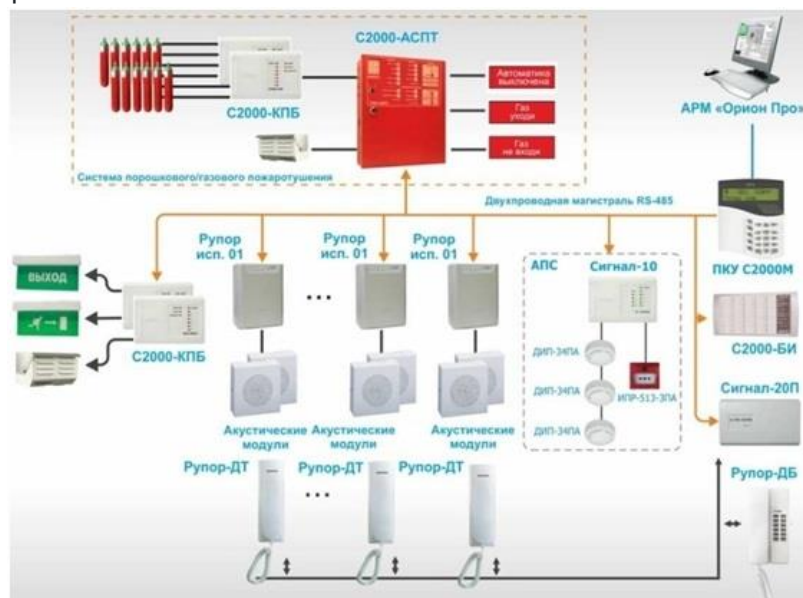 С2000-АСПТ
С2000-КПБ
Автоматика
выключена
Газ
уходи
Газ
не входи
Система порошкового/газового пожаротушения
АРМ «Орион Про»
Двухпроводная магистраль RS-485
ПКУ С2000М
Рупор
исп. 01
Рупор
исп. 01
Рупор
исп. 01
...
АПС
Сигнал-10
ВЫХОД
С2000-КПБ
ДИП-34ПА
ДИП-34ПА
ДИП-34ПА
ИПР-513-3ПА
С2000-БИ
Сигнал-20П
Акустические
модули
Акустические
модули
Акустические
модули
Рупор-ДТ
...
Рупор-ДТ
Рупор-ДТ
Рупор-ДБ